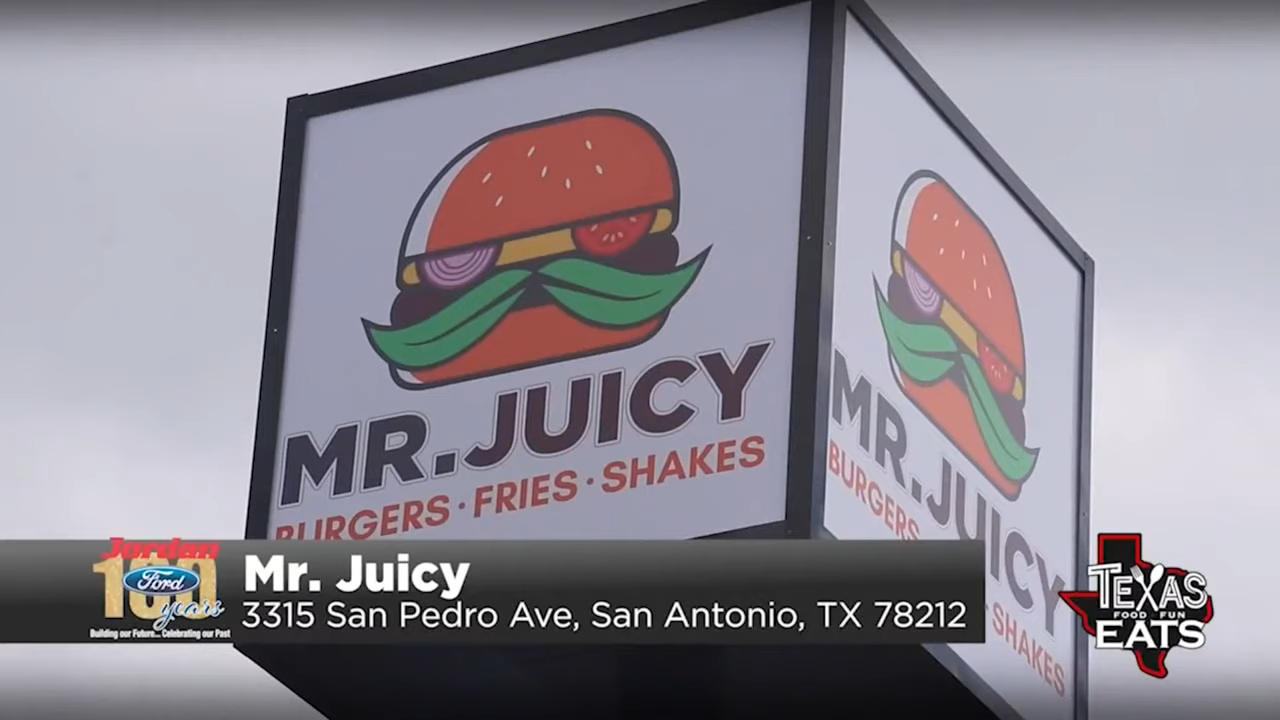 MR. JUICY
BURGERS · FRIES · SHAKES
MR. JUICY
BURGERS
· SHAKES
Jordan
100
Ford
years
Building our Future... Celebrating our Past
Mr. Juicy
3315 San Pedro Ave, San Antonio, TX 78212
TEXAS
FOOD FUN
EATS